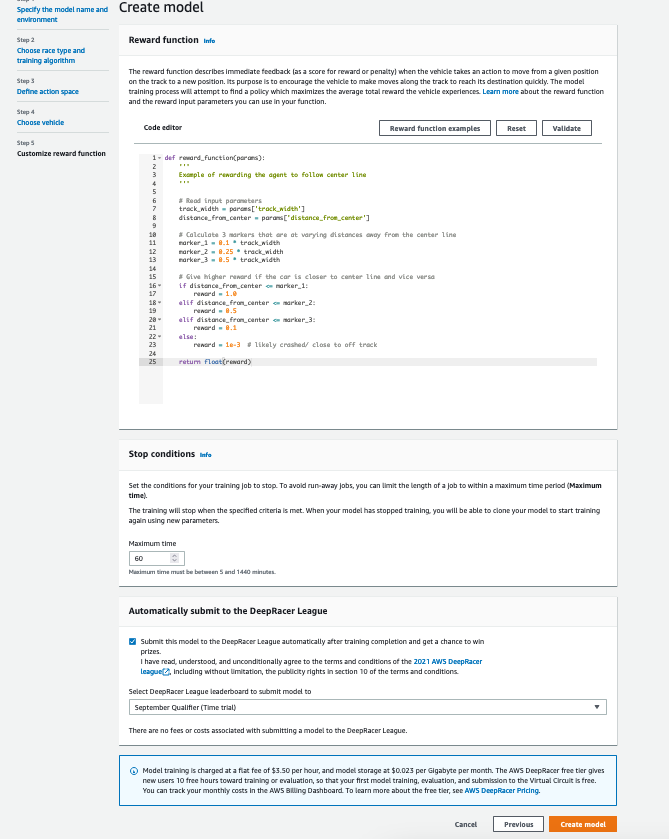 Specify the model name and
environment
Step 2
Choose race type and
training algorithm
Step 3
Define action space
Step 4
Choose vehicle
Step 5
Customize reward function
Create model
Reward function Info
The reward function describes immediate feedback (as a score for reward or penalty) when the vehicle takes an action to move from a given position
on the track to a new position. Its purpose is to encourage the vehicle to make moves along the track to reach its destination quickly. The model
training process will attempt to find a policy which maximizes the average total reward the vehicle experiences. Learn more about the reward function
and the reward input parameters you can use in your function.
Code editor
Reward function examples
Reset
Validate
1 def reward_function(params):
2 '''
3 Example of rewarding the agent to follow center line
4 '''
5
6 # Read input parameters
7 track_width = params['track_width']
8 distance_from_center = params['distance_from_center']
9
10 # Calculate 3 markers that are at varying distances away from the center line
11 marker_1 = 0.1 * track_width
12 marker_2 = 0.25 * track_width
13 marker_3 = 0.5 * track_width
14
15 # Give higher reward if the car is closer to center line and vice versa
16 if distance_from_center <= marker_1:
17 reward = 1.0
18 elif distance_from_center <= marker_2:
19 reward = 0.5
20 elif distance_from_center <= marker_3:
21 reward = 0.1
22 else:
23 reward = 1e-3 # likely crashed/ close to off track
24
25 return float(reward)
Stop conditions Info
Set the conditions for your training job to stop. To avoid run-away jobs, you can limit the length of a job to within a maximum time period (Maximum
time).
The training will stop when the specified criteria is met. When your model has stopped training, you will be able to clone your model to start training
again using new parameters.
Maximum time
60
Maximum time must be between 5 and 1440 minutes.
Automatically submit to the DeepRacer League
Submit this model to the DeepRacer League automatically after training completion and get a chance to win
prizes.
I have read, understood, and unconditionally agree to the terms and conditions of the 2021 AWS DeepRacer
league, including without limitation, the publicity rights in section 10 of the terms and conditions.
Select DeepRacer League leaderboard to submit model to
September Qualifier (Time trial)
There are no fees or costs associated with submitting a model to the DeepRacer League.
Model training is charged at a flat fee of $3.50 per hour, and model storage at $0.023 per Gigabyte per month. The AWS DeepRacer free tier gives
new users 10 free hours toward training or evaluation, so that your first model training, evaluation, and submission to the Virtual Circuit is free.
You can track your monthly costs in the AWS Billing Dashboard. To learn more about the free tier, see AWS DeepRacer Pricing.
Cancel
Previous
Create model